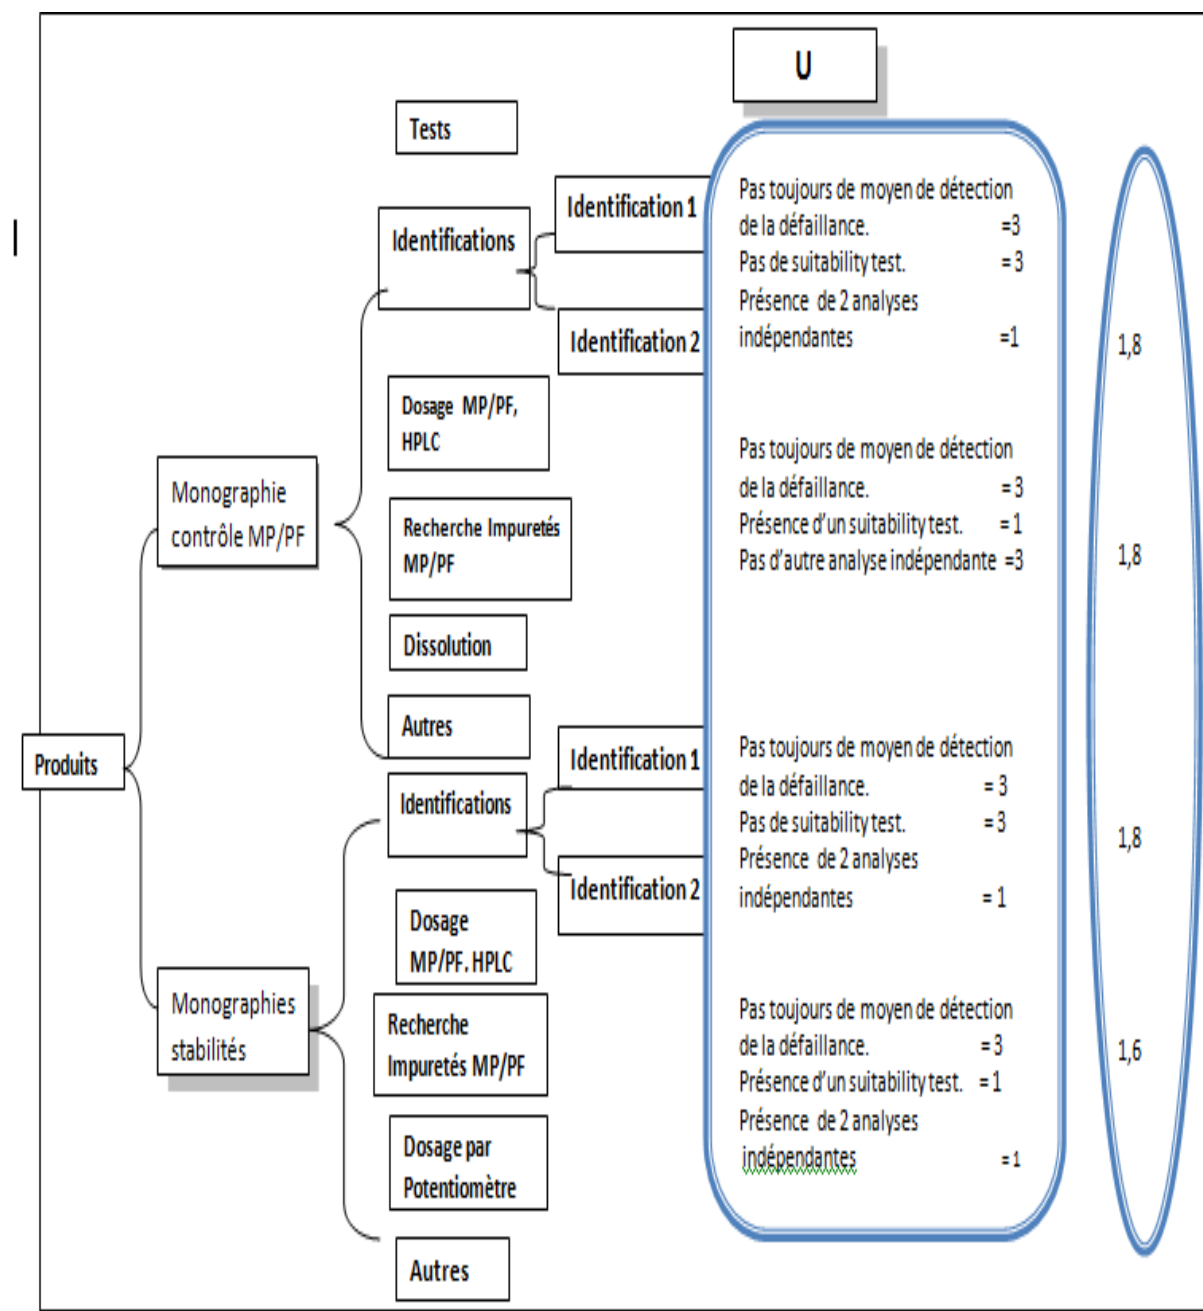 U
Tests
Identifications
Identification 1
Identification 2
Dosage MP/PF,
HPLC
Recherche Impuretés
MP/PF
Dissolution
Autres
Monographie
contrôle MP/PF
Produits
Monographies
stabilités
Identifications
Identification 1
Identification 2
Dosage
MP/PF. HPLC
Recherche
Impuretés MP/PF
Dosage par
Potentiomètre
Autres
Pas toujours de moyen de détection
de la défaillance. =3
Pas de suitability test. = 3
Présence de 2 analyses
indépendantes =1
Pas toujours de moyen de détection
de la défaillance. = 3
Présence d'un suitability test. = 1
Pas d'autre analyse indépendante =3
Pas toujours de moyen de détection
de la défaillance. = 3
Pas de suitability test. = 3
Présence de 2 analyses
indépendantes = 1
Pas toujours de moyen de détection
de la défaillance. = 3
Présence d'un suitability test. = 1
Présence de 2 analyses
indépendantes = 1
1,8
1,8
1,8
1,6